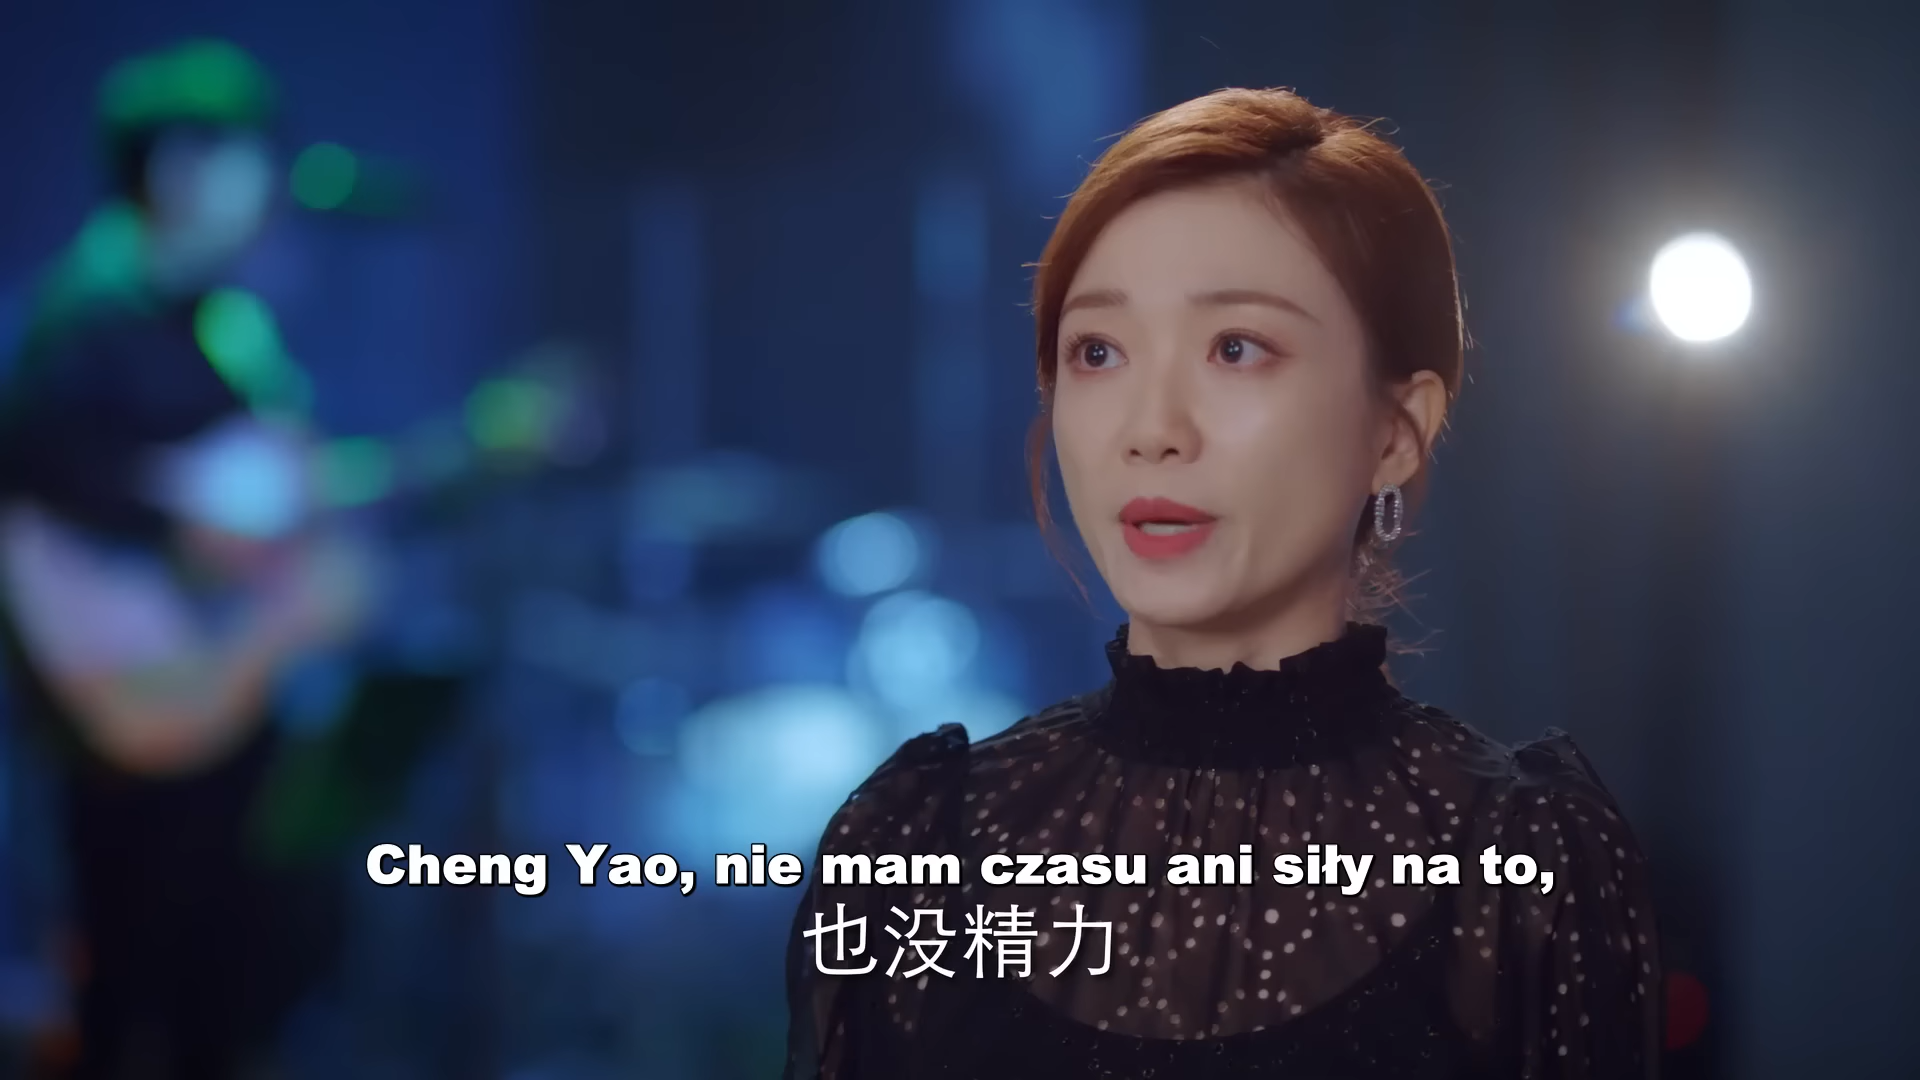 Cheng Yao, nie mam czasu ani siły na to,
也没精力